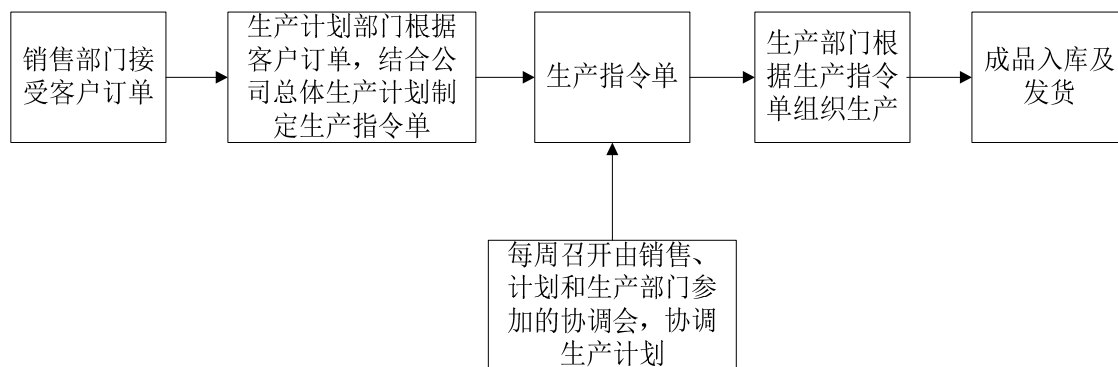 销售部门接
受客户订单
生产计划部门根据
客户订单，结合公
司总体生产计划制
定生产指令单
生产指令单
生产部门根
据生产指令
单组织生产
成品入库及
发货
每周召开由销售、
计划和生产部门参
加的协调会，协调
生产计划